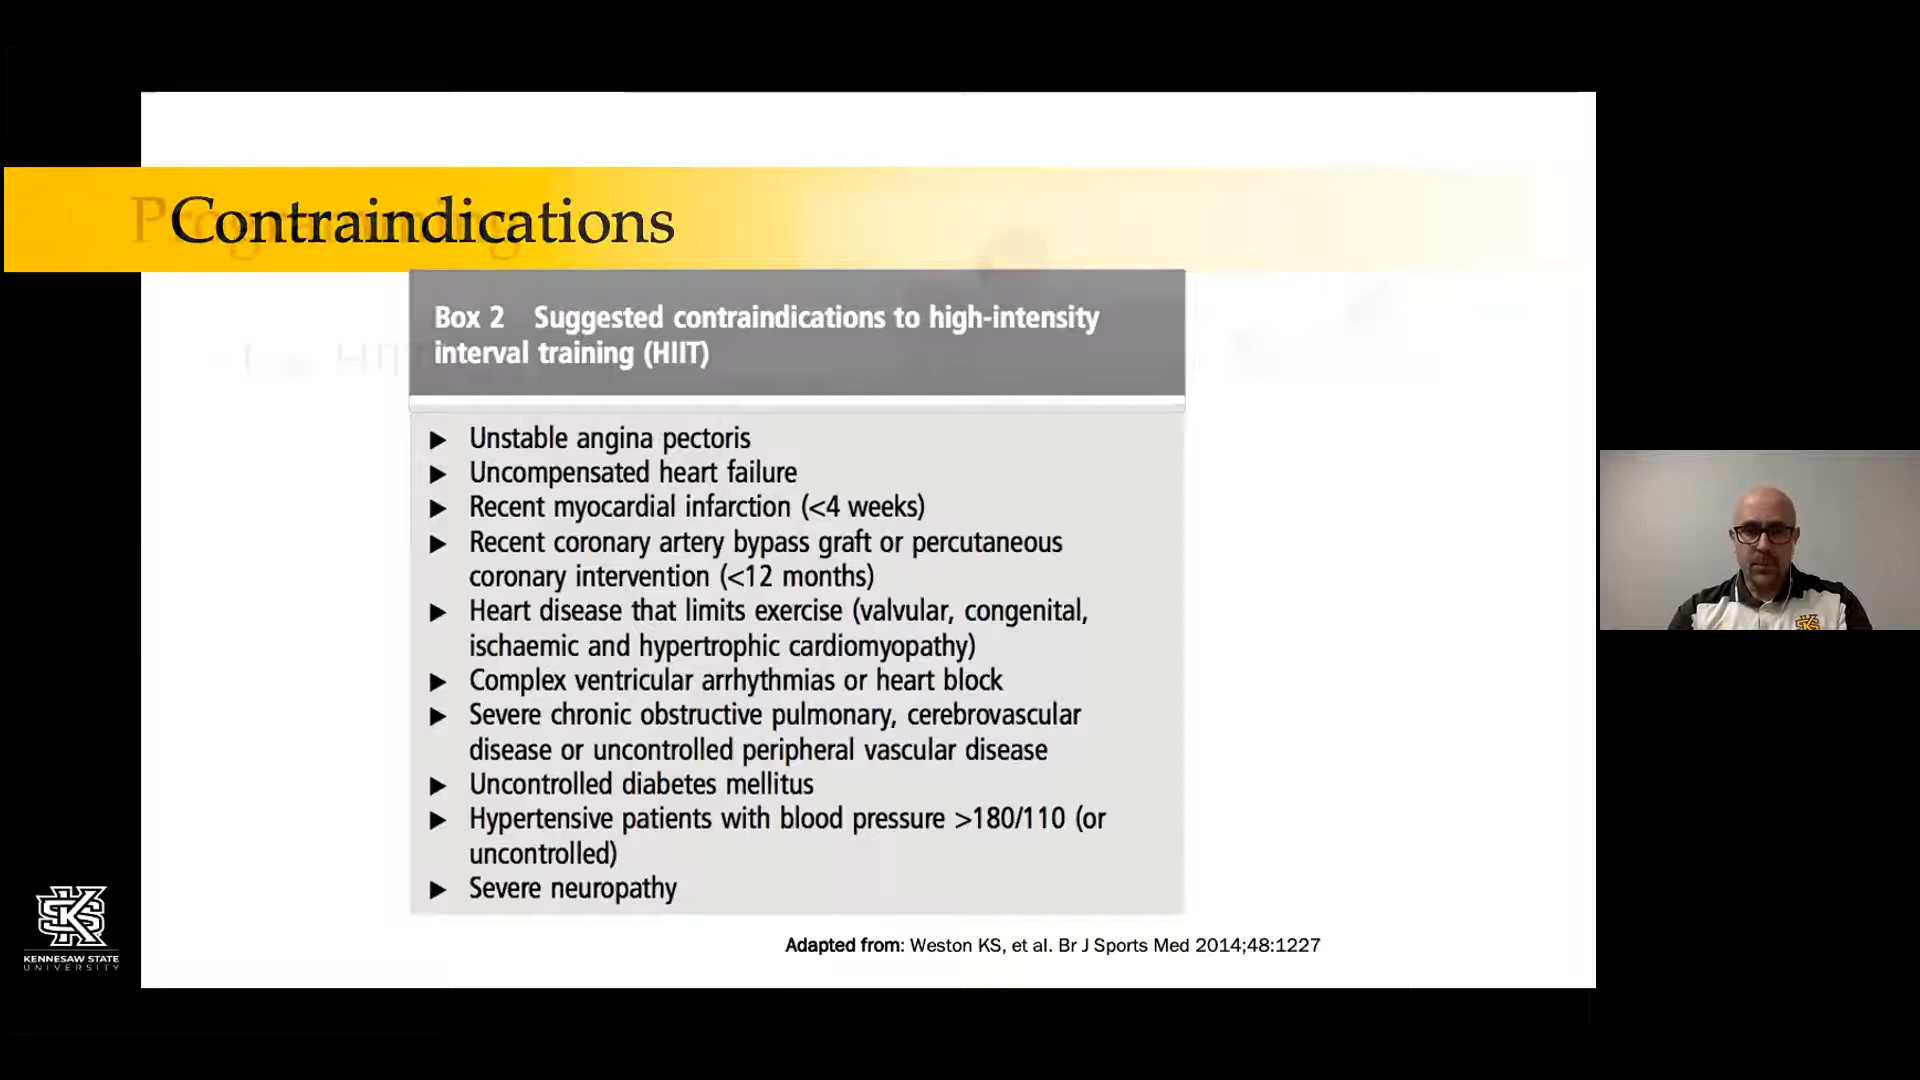 Contraindications
Box 2 Suggested contraindications to high-intensity
interval training (HIIT)
► Unstable angina pectoris
► Uncompensated heart failure
► Recent myocardial infarction (<4 weeks)
► Recent coronary artery bypass graft or percutaneous
coronary intervention (<12 months)
► Heart disease that limits exercise (valvular, congenital,
ischaemic and hypertrophic cardiomyopathy)
► Complex ventricular arrhythmias or heart block
► Severe chronic obstructive pulmonary, cerebrovascular
disease or uncontrolled peripheral vascular disease
► Uncontrolled diabetes mellitus
► Hypertensive patients with blood pressure >180/110 (or
uncontrolled)
► Severe neuropathy
Adapted from: Weston KS, et al. Br J Sports Med 2014;48:1227
KS
KENNESAW STATE
UNIVERSITY
KS